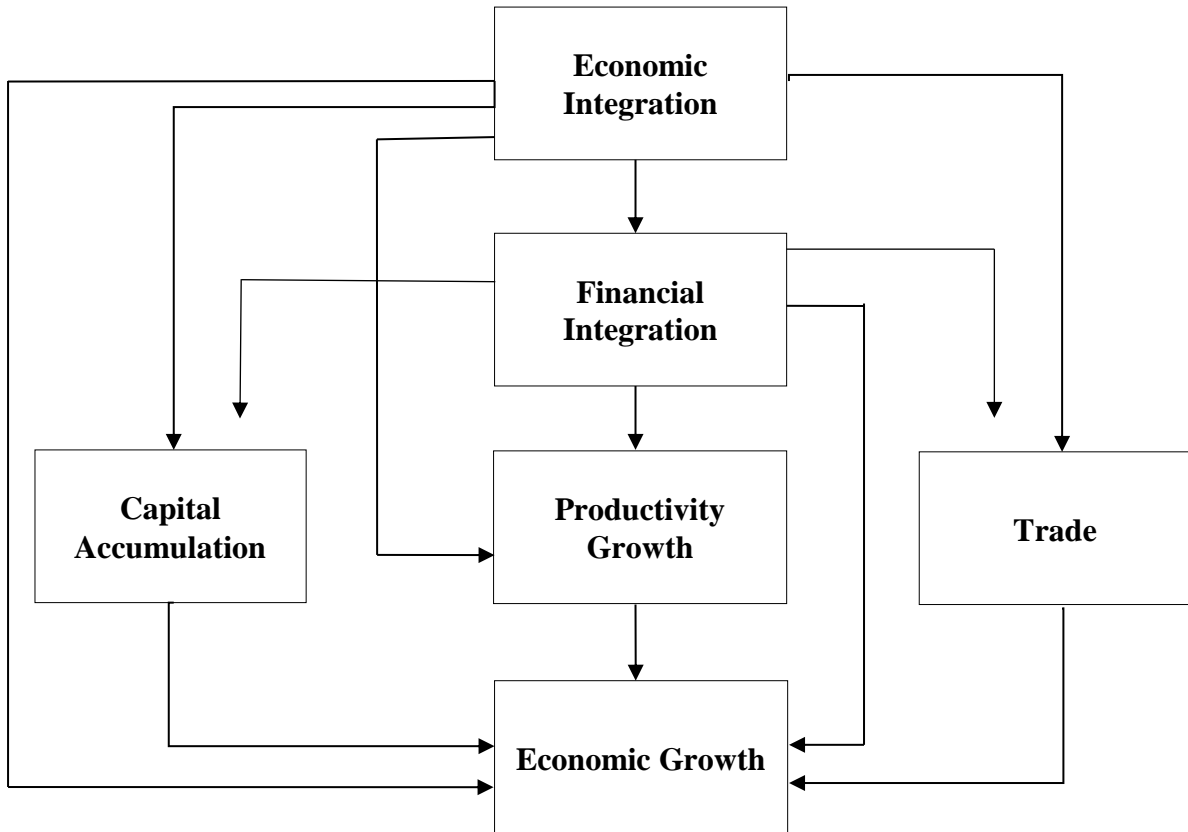 Economic
Integration
Financial
Integration
Capital
Accumulation
Productivity
Growth
Trade
Economic Growth